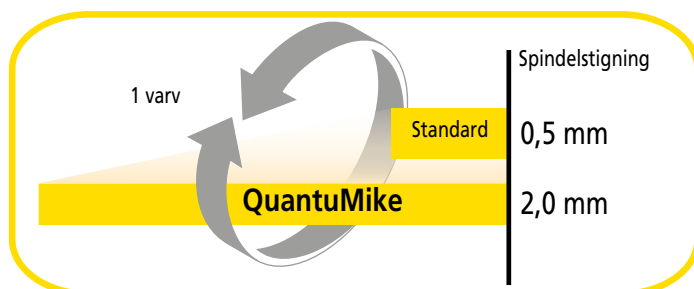 Spindelstigning
1 varv
Standard
0,5 mm
QuantuMike
2,0 mm